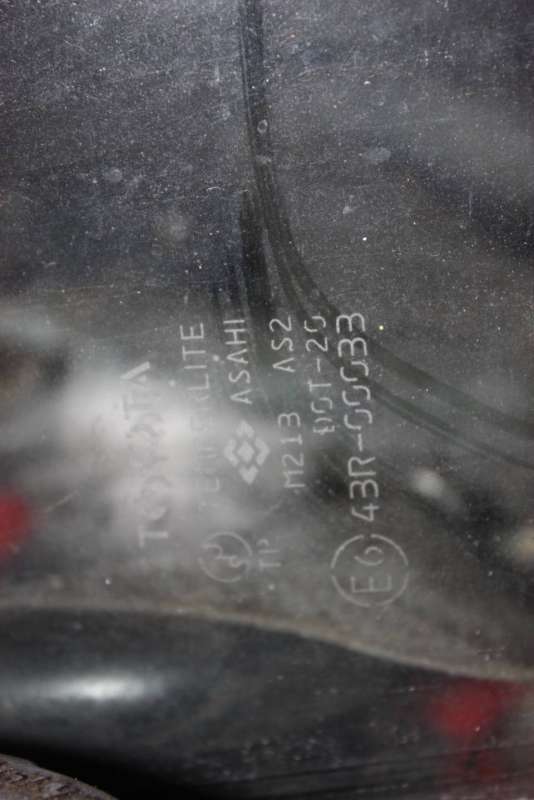 TOYOTA
TEMPERLITE
ASAHI
TP M213 AS2
DOT-20
E6 43R-00033